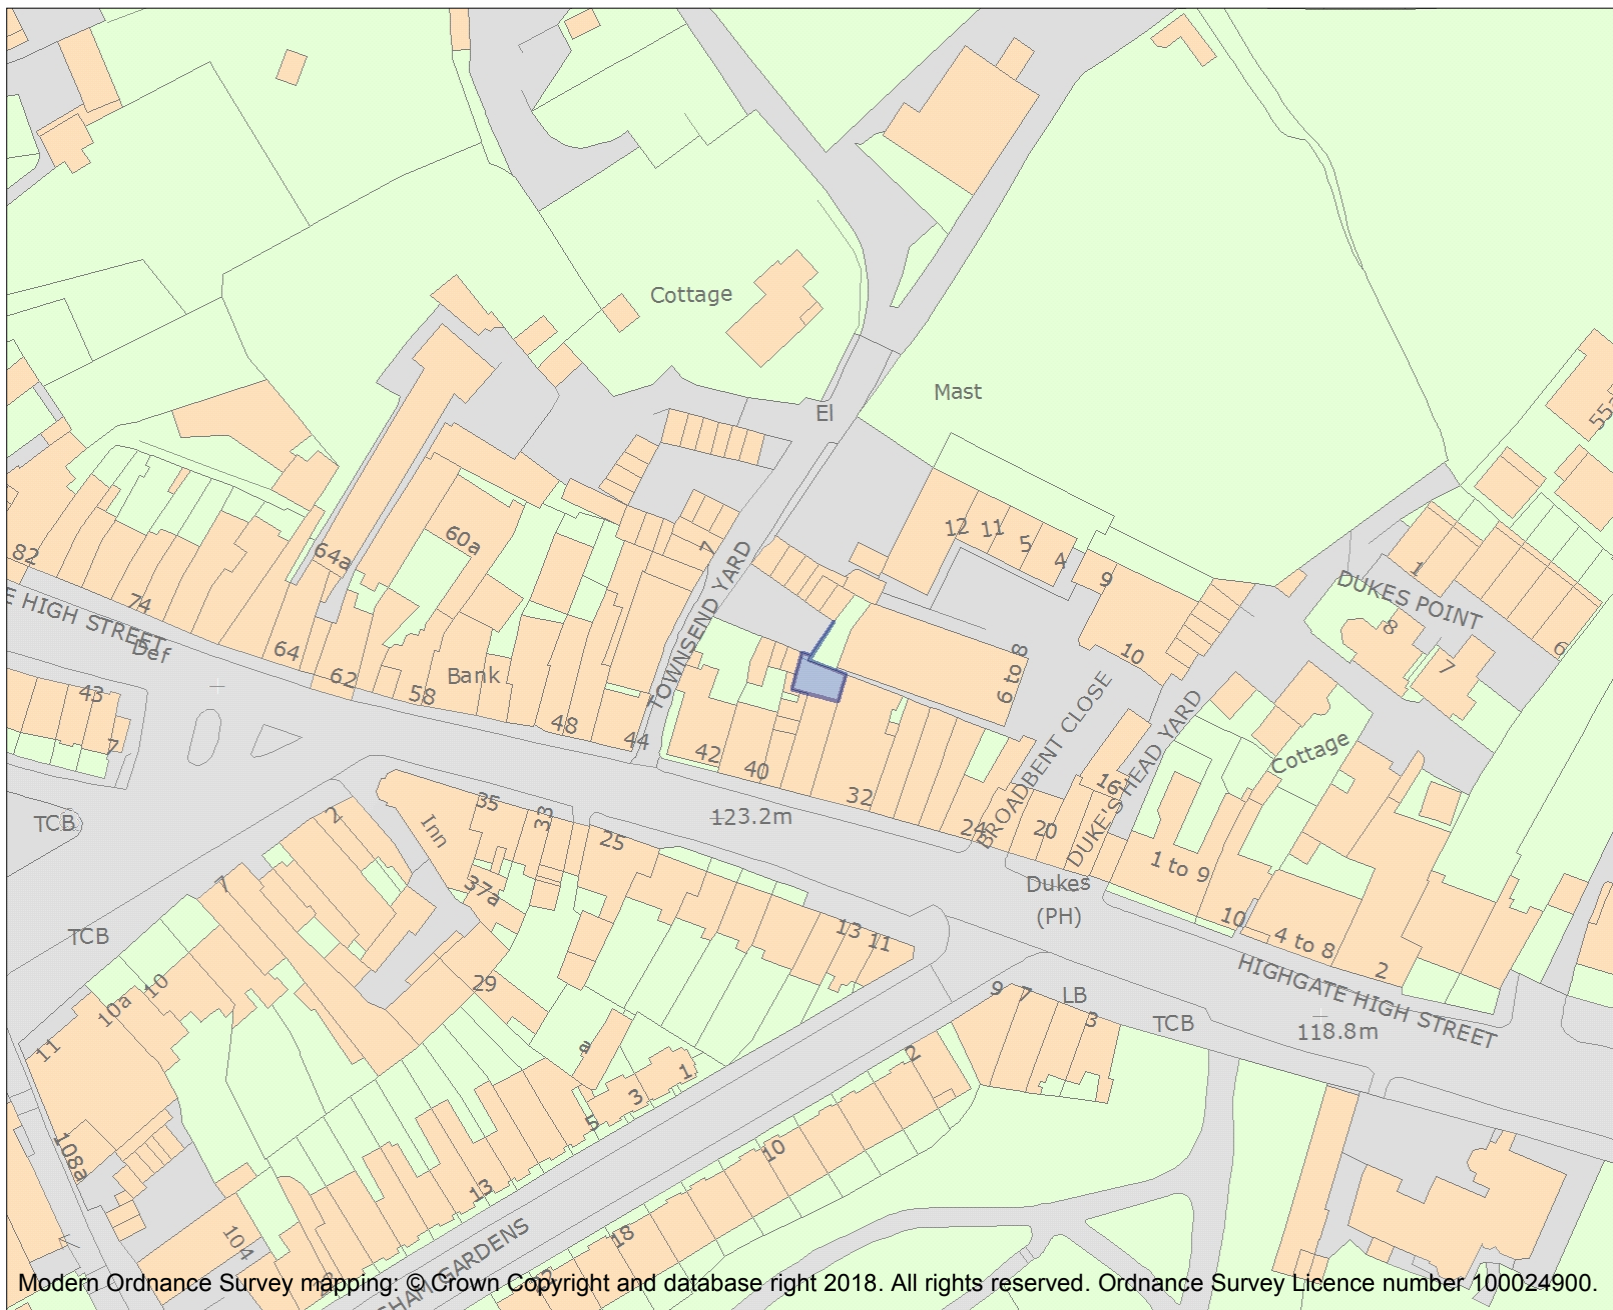 Cottage
El
Mast
55a
12
11
5
4
9
10
7
60a
64a
82
74
E HIGH STREET
Def
64
62
58
Bank
48
44
TOWNSEND YARD
42
40
32
24
6 to 8
BROADBENT CLOSE
DUKE'S HEAD YARD
16
20
DUKES POINT
1
8
7
6
Cottage
43
7
TCB
123.2m
1 to 9
10
4 to 8
2
Dukes
(PH)
HIGHGATE HIGH STREET
118.8m
2
Inn
35
33
25
37a
13
11
7
TCB
29
10
10a
11
9
7
LB
3
TCB
2
1
3
5
10
13
18
108a
104
SHAM GARDENS
Modern Ordnance Survey mapping: © Crown Copyright and database right 2018. All rights reserved. Ordnance Survey Licence number 100024900.